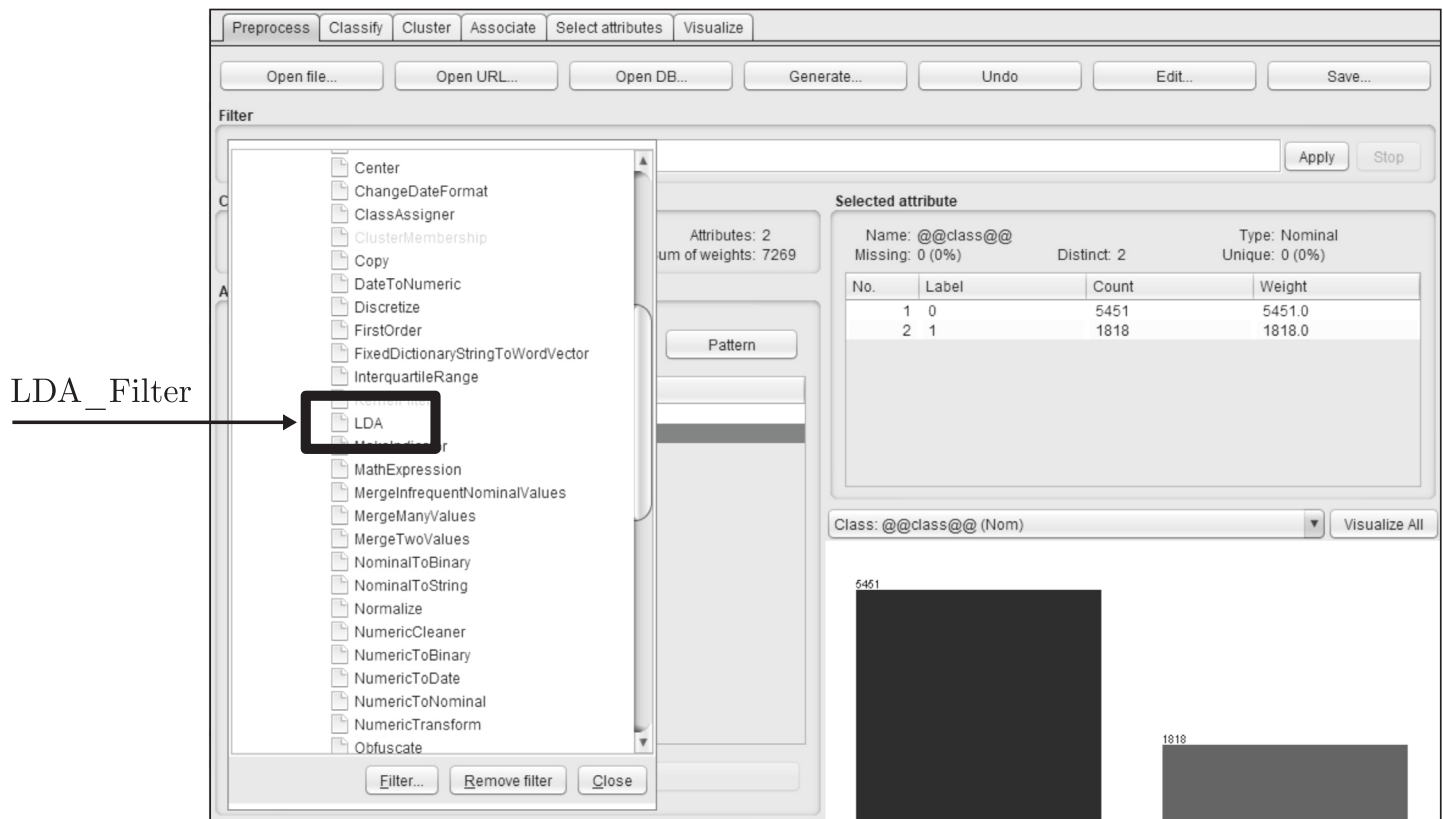 Preprocess Classify Cluster Associate Select attributes Visualize
Open file... Open URL... Open DB... Generate... Undo Edit... Save...
Filter
Apply Stop
Center
ChangeDateFormat
ClassAssigner
ClusterMembership
Copy
DateToNumeric
Discretize
FirstOrder
FixedDictionaryStringToWordVector
InterquartileRange
LDA
MathExpression
MergeInfrequentNominalValues
MergeManyValues
MergeTwoValues
NominalToBinary
NominalToString
Normalize
NumericCleaner
NumericToBinary
NumericToDate
NumericToNominal
NumericTransform
Obfuscate
Filter... Remove filter Close
LDA_Filter
C
A
Attributes: 2
um of weights: 7269
Pattern
Selected attribute
Name: @@class@@ Type: Nominal
Missing: 0 (0%) Distinct: 2 Unique: 0 (0%)
No. Label Count Weight
1 0 5451 5451.0
2 1 1818 1818.0
Class: @@class@@ (Nom) Visualize All
5451
1818